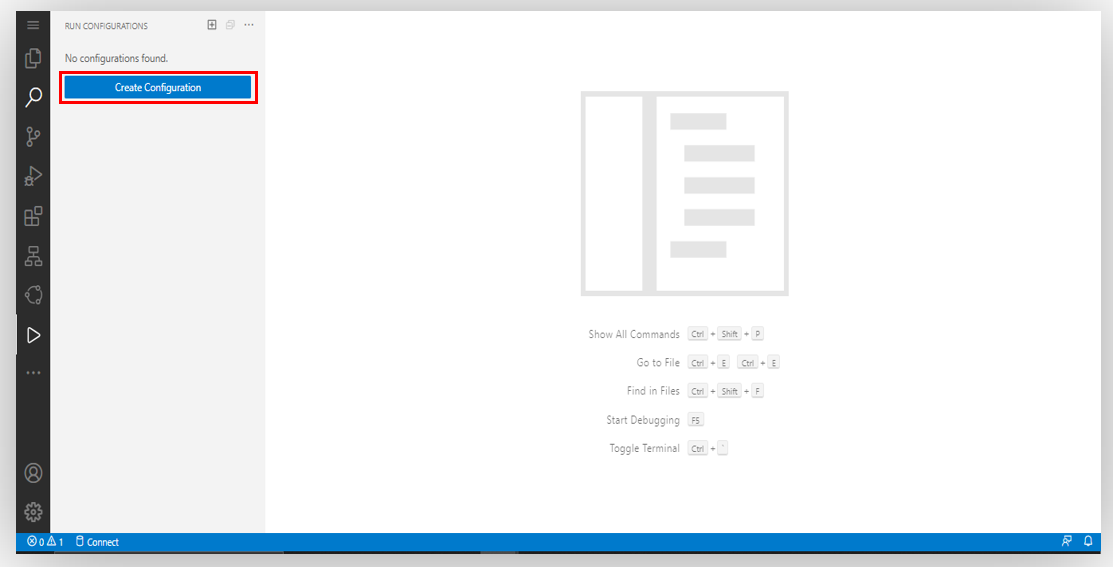 RUN CONFIGURATIONS
No configurations found.
Create Configuration
Show All Commands Ctrl + Shift + P
Go to File Ctrl + E Ctrl + E
Find in Files Ctrl + Shift + F
Start Debugging F5
Toggle Terminal Ctrl + `
0 1 Connect